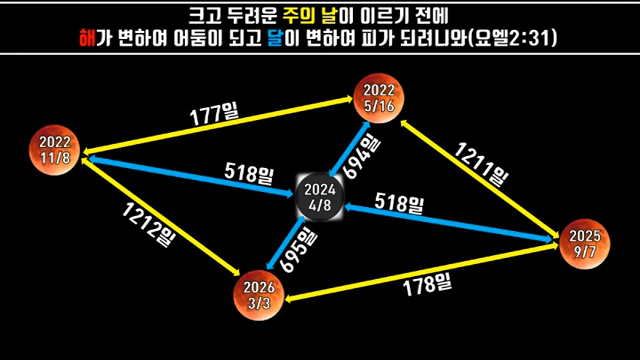 크고 두려운 주의 날이 이르기 전에
해가 변하여 어둠이 되고 달이 변하여 피가 되려니와(요엘2:31)
2022
5/16
177일
2022
11/8
694일
1211일
518일
2024
4/8
518일
1212일
695일
2025
9/7
2026
3/3
178일